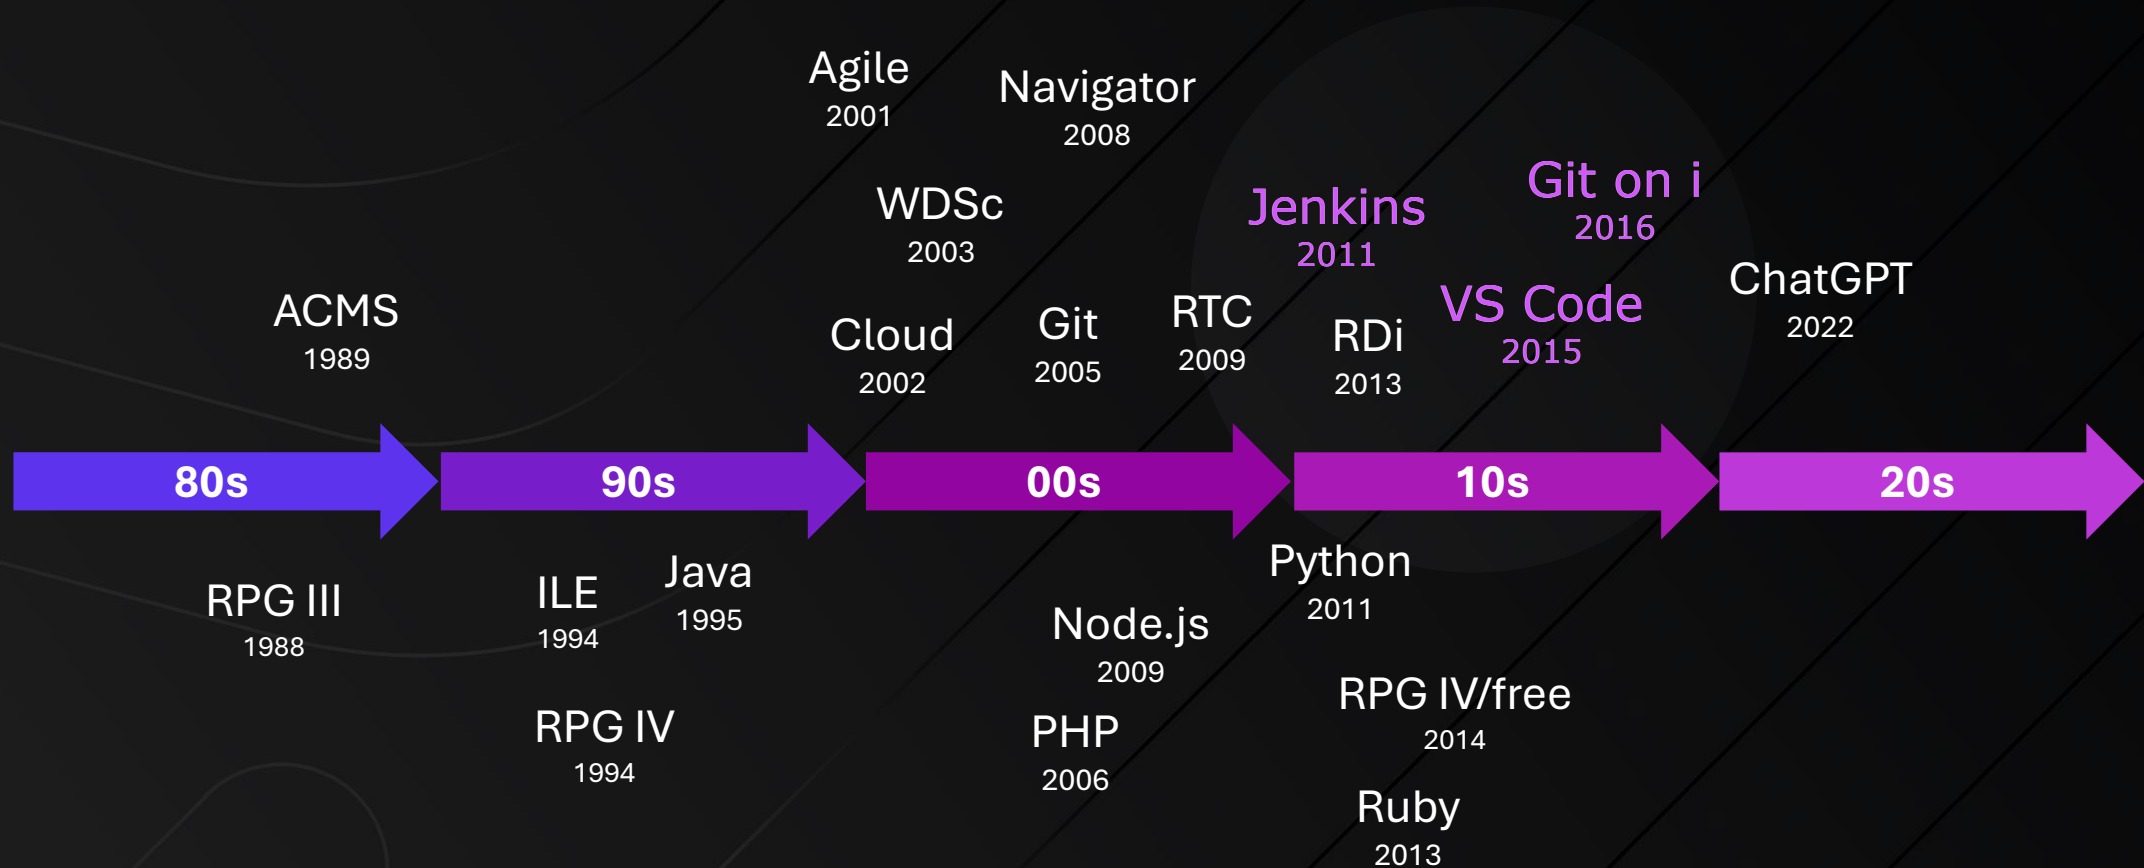 Agile
2001
Navigator
2008
WDSc
2003
Jenkins
2011
Git on i
2016
ACMS
1989
Cloud
2002
Git
2005
RTC
2009
RDi
2013
VS Code
2015
ChatGPT
2022
80s
90s
00s
10s
20s
RPG III
1988
ILE
1994
Java
1995
RPG IV
1994
Node.js
2009
PHP
2006
Python
2011
RPG IV/free
2014
Ruby
2013